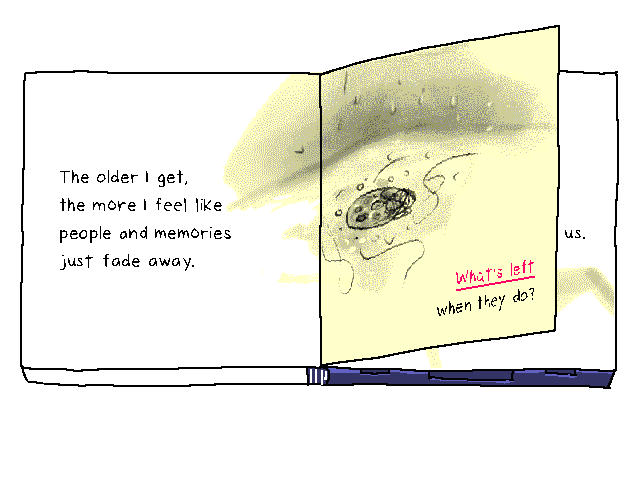 The older I get,
the more I feel like
people and memories
just fade away.
What's left
when they do?
us.